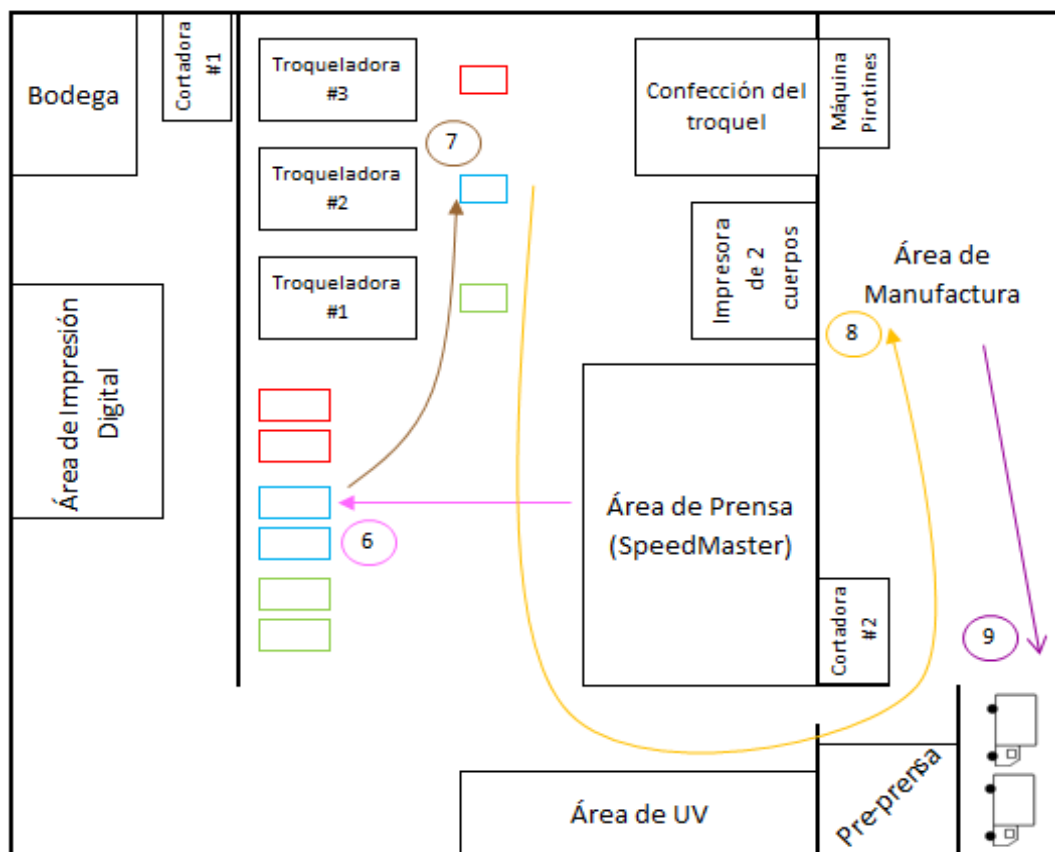 Bodega
Cortadora
#1
Troqueladora
#3
7
Troqueladora
#2
Troqueladora
#1
Confección del
troquel
Máquina
Pirotines
Impresora
de 2
cuerpos
Área de
Manufactura
8
Área de Impresión
Digital
6
Área de Prensa
(SpeedMaster)
Cortadora
#2
9
Área de UV
Pre-prensa